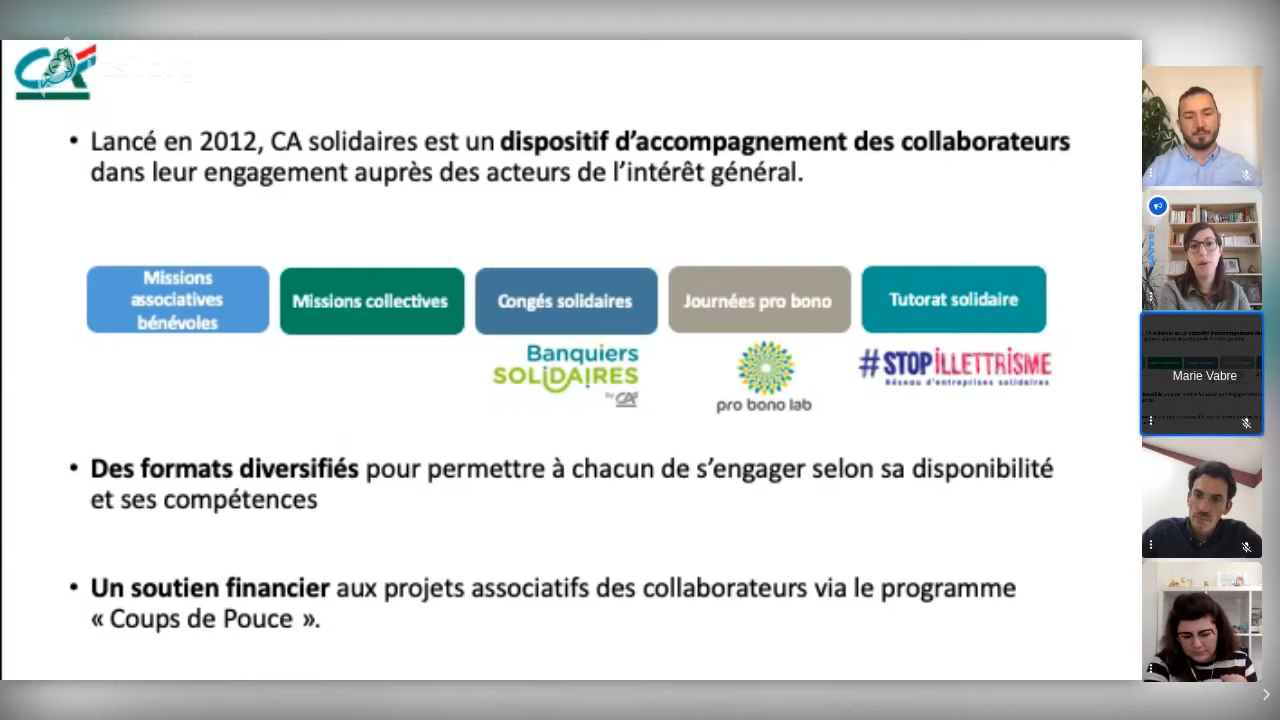 CA
• Lancé en 2012, CA solidaires est un dispositif d’accompagnement des collaborateurs
dans leur engagement auprès des acteurs de l’intérêt général.
Missions
associatives
bénévoles
Missions collectives
Congés solidaires
Journées pro bono
Tutorat solidaire
Banquiers
SOLIDAIRES
by CA
pro bono lab
#STOPiLLETTRISME
Réseau d'entreprises solidaires
• Des formats diversifiés pour permettre à chacun de s’engager selon sa disponibilité
et ses compétences
• Un soutien financier aux projets associatifs des collaborateurs via le programme
« Coups de Pouce ».
Marie Vabre